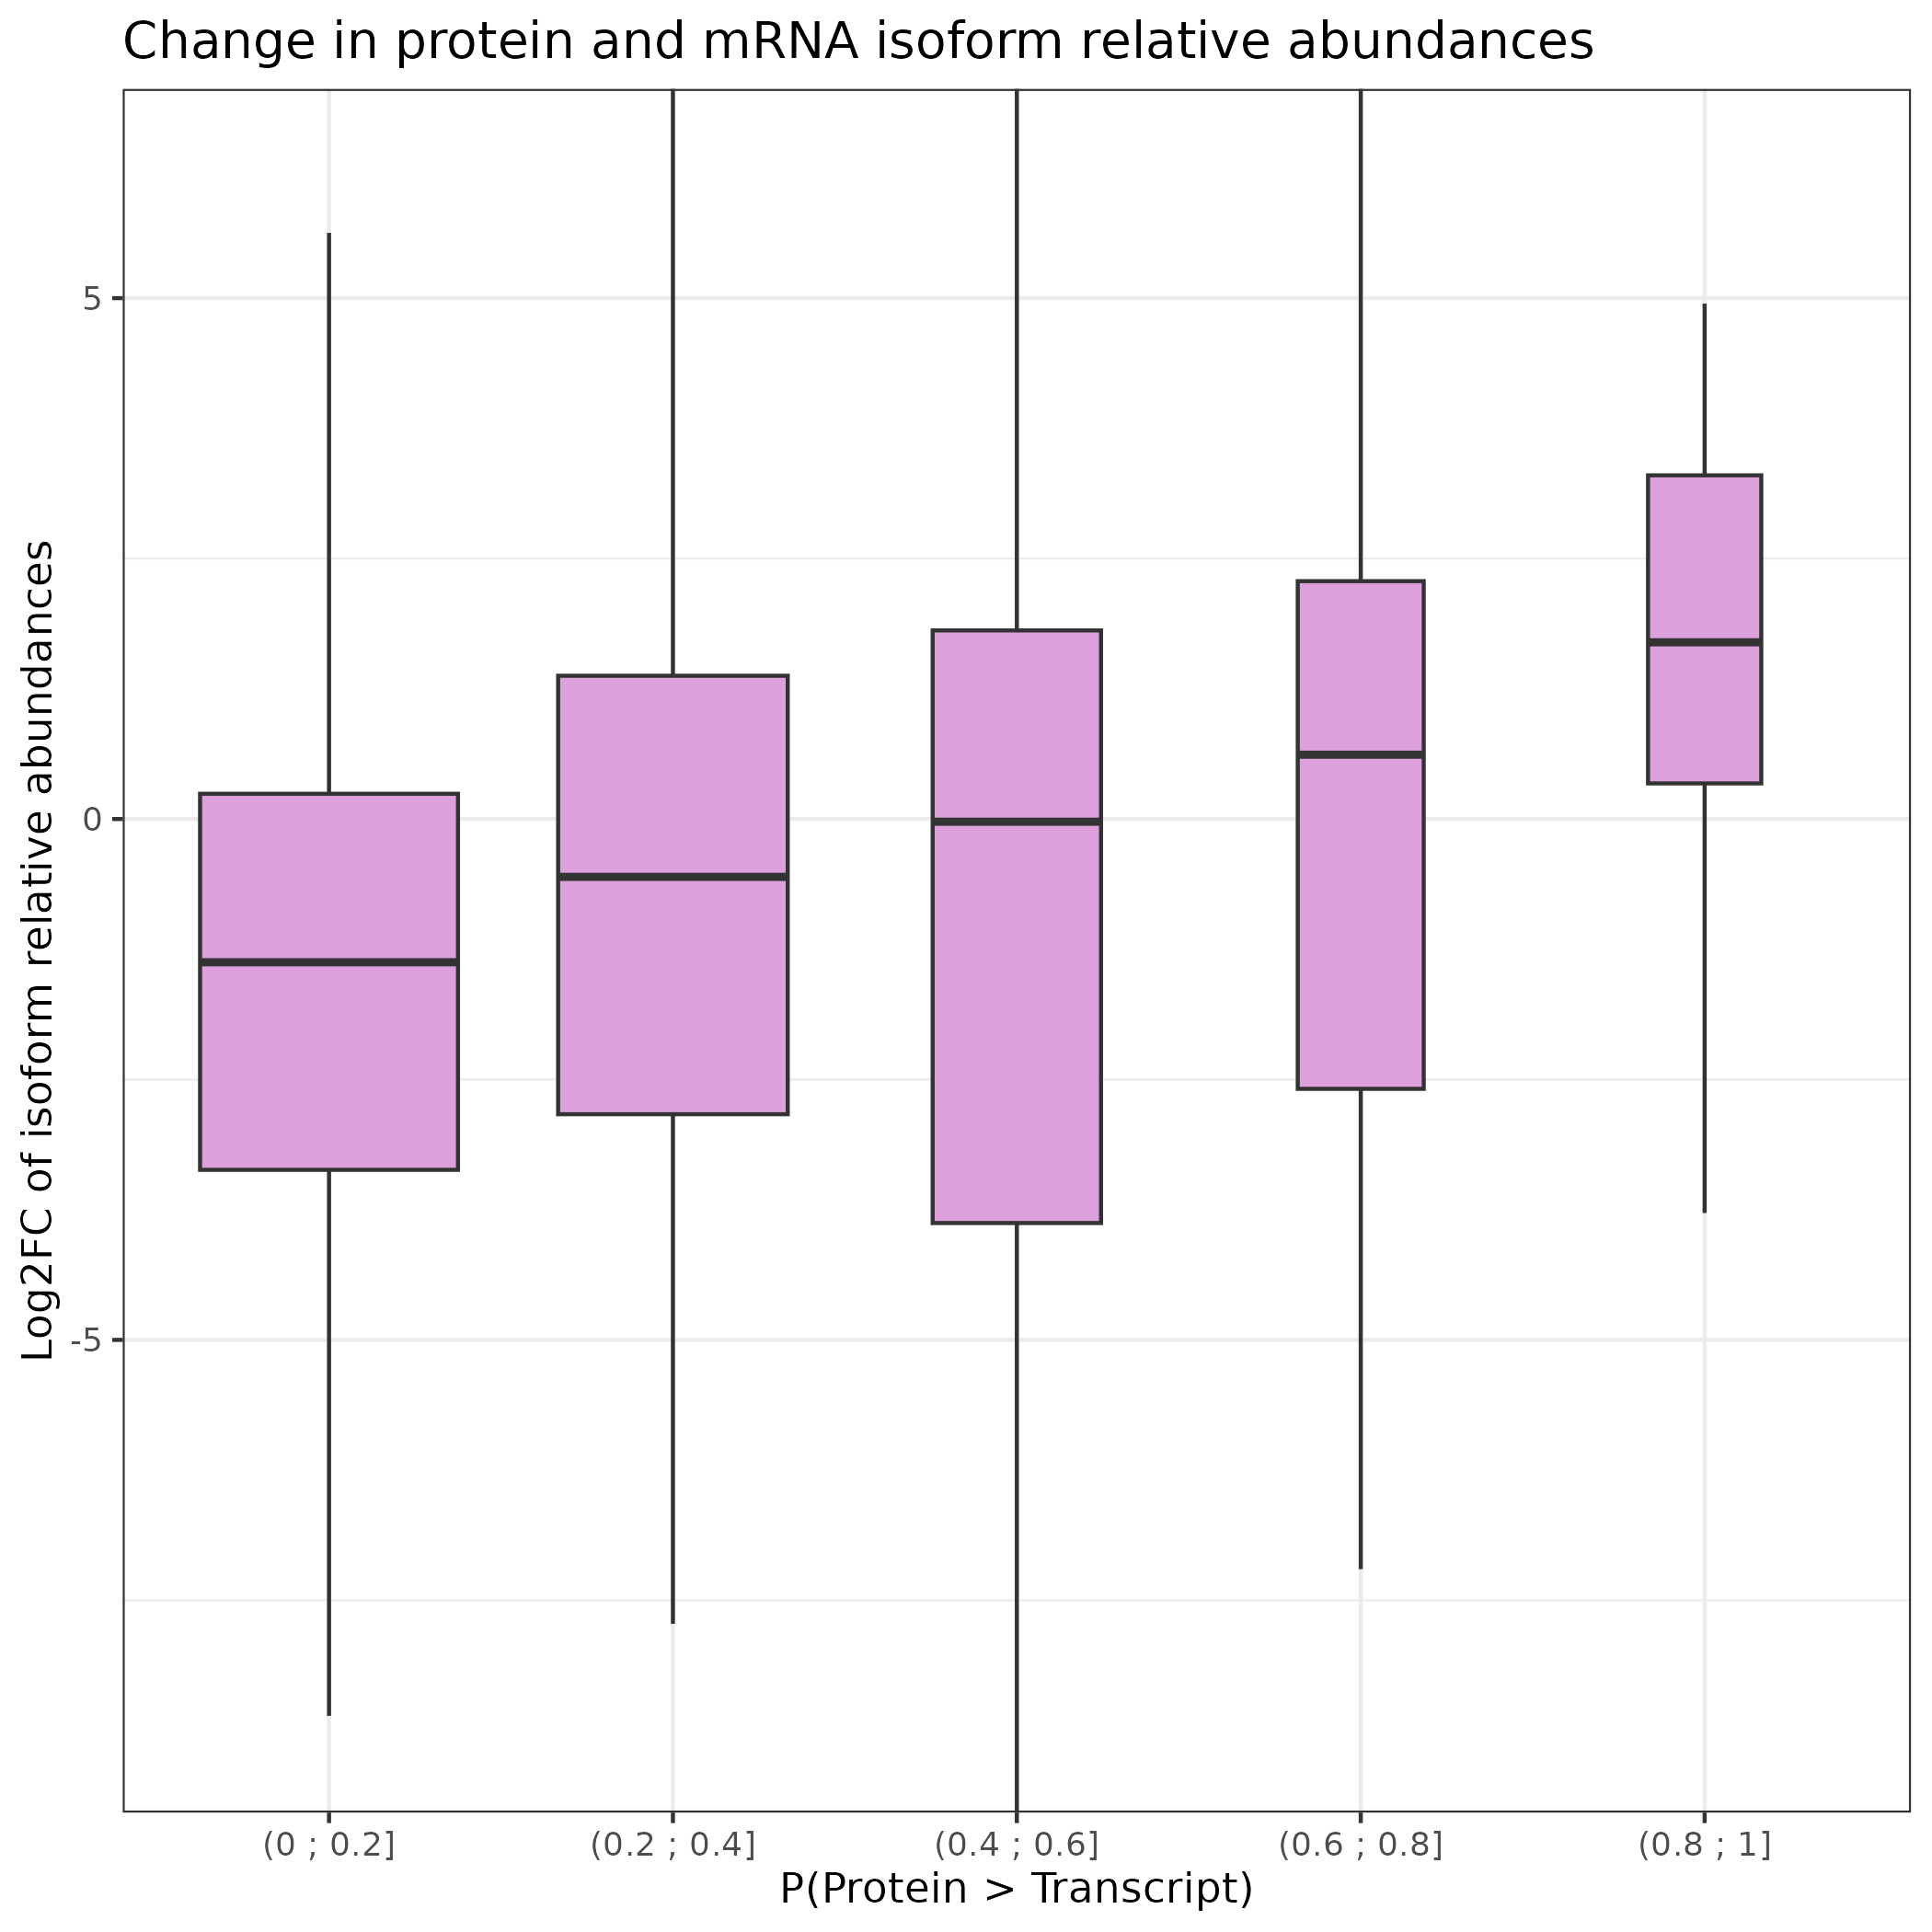 Change in protein and mRNA isoform relative abundances
Log2FC of isoform relative abundances
5
0
-5
(0 ; 0.2]
(0.2 ; 0.4]
(0.4 ; 0.6]
(0.6 ; 0.8]
(0.8 ; 1]
P(Protein > Transcript)